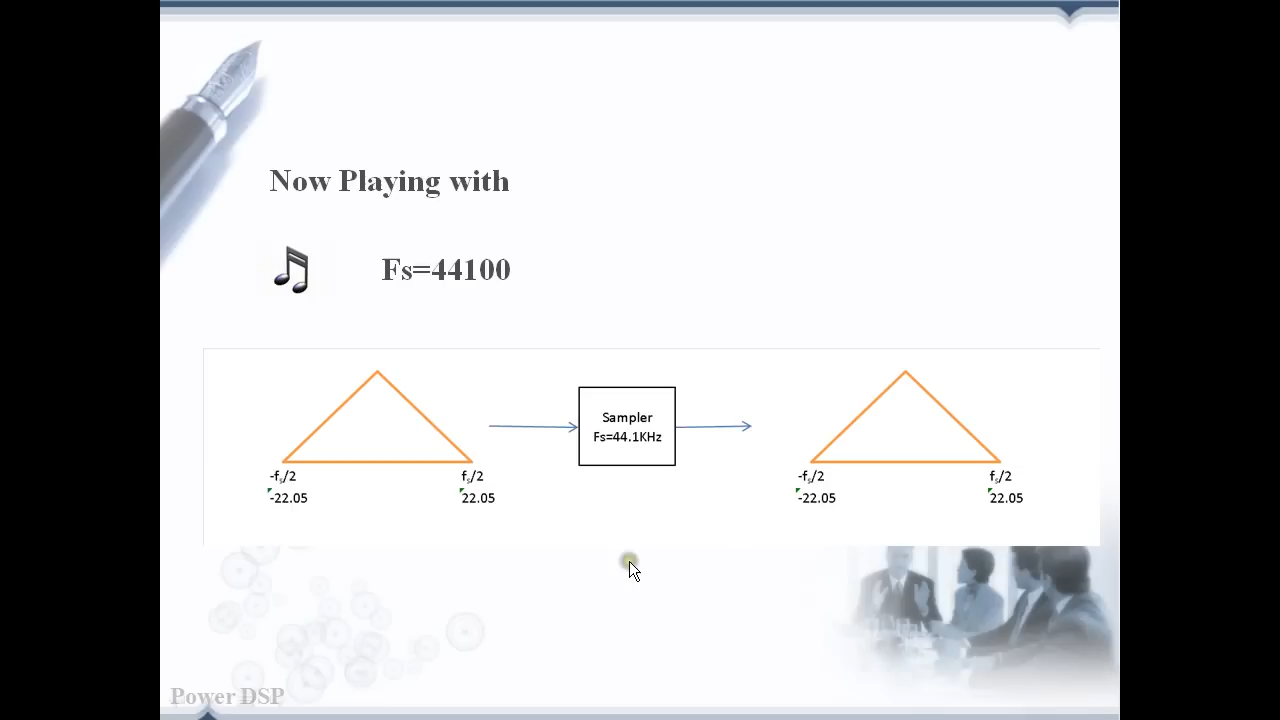 Now Playing with
Fs=44100
Sampler
Fs=44.1KHz
-fs/2
fs/2
-fs/2
fs/2
-22.05
22.05
-22.05
22.05
Power DSP